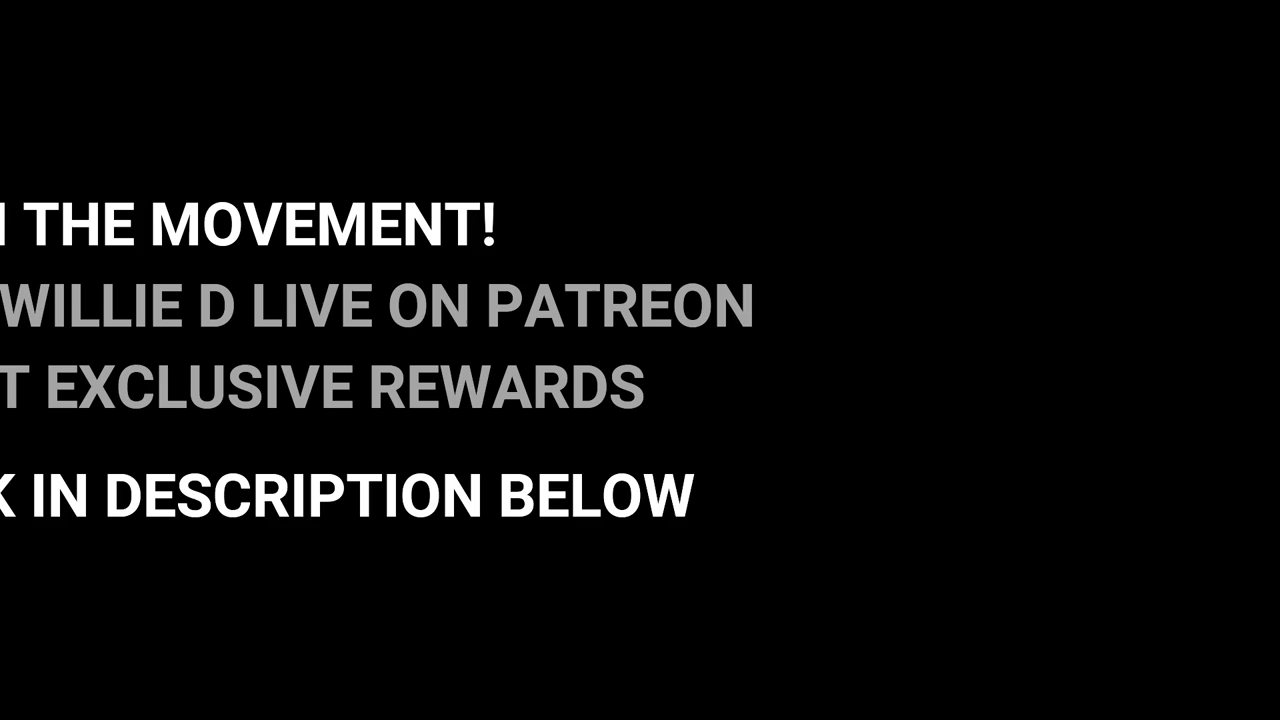 THE MOVEMENT!
WILLIE D LIVE ON PATREON
EXCLUSIVE REWARDS
IN DESCRIPTION BELOW